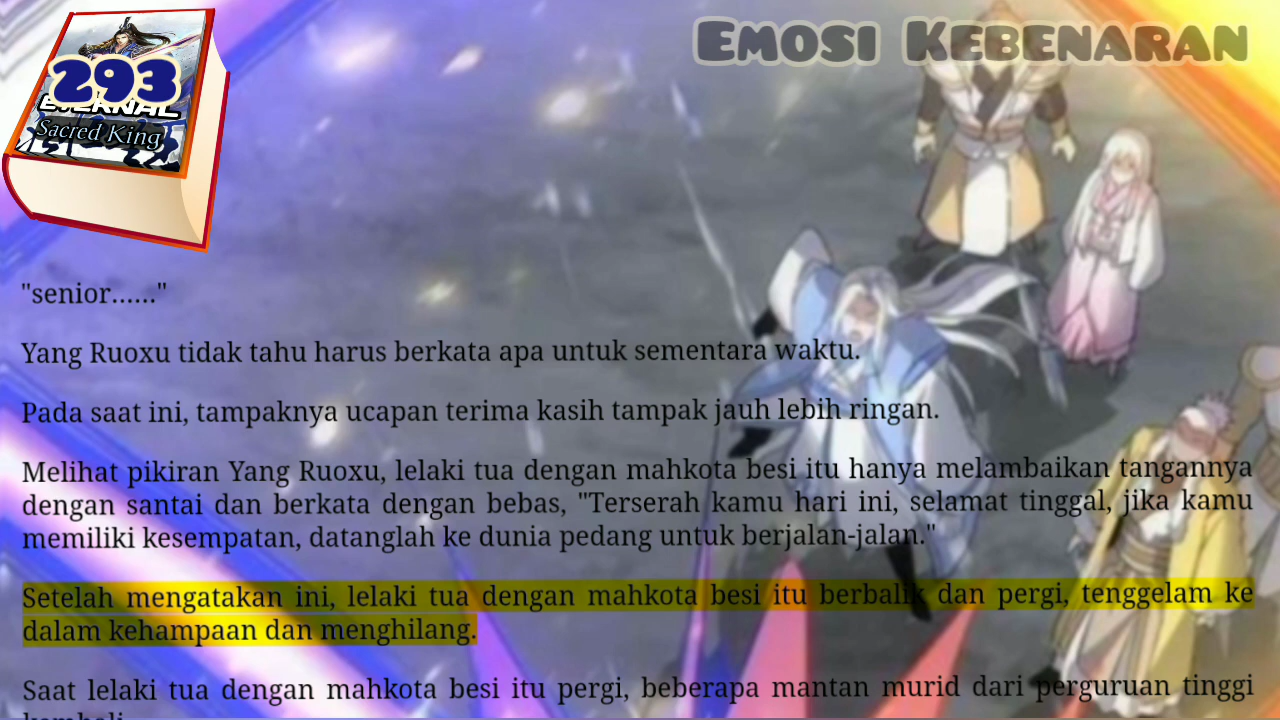 EMOSI KEBENARAN
293
ETERNAL
Sacred King
"senior......"
Yang Ruoxu tidak tahu harus berkata apa untuk sementara waktu.
Pada saat ini, tampaknya ucapan terima kasih tampak jauh lebih ringan.
Melihat pikiran Yang Ruoxu, lelaki tua dengan mahkota besi itu hanya melambaikan tangannya
dengan santai dan berkata dengan bebas, "Terserah kamu hari ini, selamat tinggal, jika kamu
memiliki kesempatan, datanglah ke dunia pedang untuk berjalan-jalan."
Setelah mengatakan ini, lelaki tua dengan mahkota besi itu berbalik dan pergi, tenggelam ke
dalam kehampaan dan menghilang.
Saat lelaki tua dengan mahkota besi itu pergi, beberapa mantan murid dari perguruan tinggi